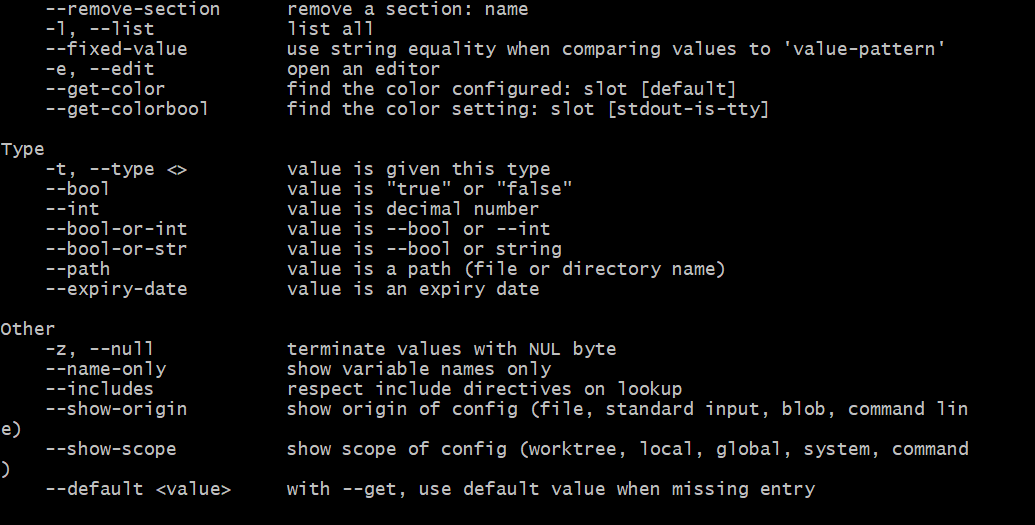 --remove-section      remove a section: name
-l, --list            list all
--fixed-value         use string equality when comparing values to 'value-pattern'
-e, --edit            open an editor
--get-color           find the color configured: slot [default]
--get-colorbool       find the color setting: slot [stdout-is-tty]
Type
-t, --type <>         value is given this type
--bool                value is "true" or "false"
--int                 value is decimal number
--bool-or-int         value is --bool or --int
--bool-or-str         value is --bool or string
--path                value is a path (file or directory name)
--expiry-date         value is an expiry date
Other
-z, --null            terminate values with NUL byte
--name-only           show variable names only
--includes            respect include directives on lookup
--show-origin         show origin of config (file, standard input, blob, command lin
e)
--show-scope          show scope of config (worktree, local, global, system, command
)
--default <value>     with --get, use default value when missing entry